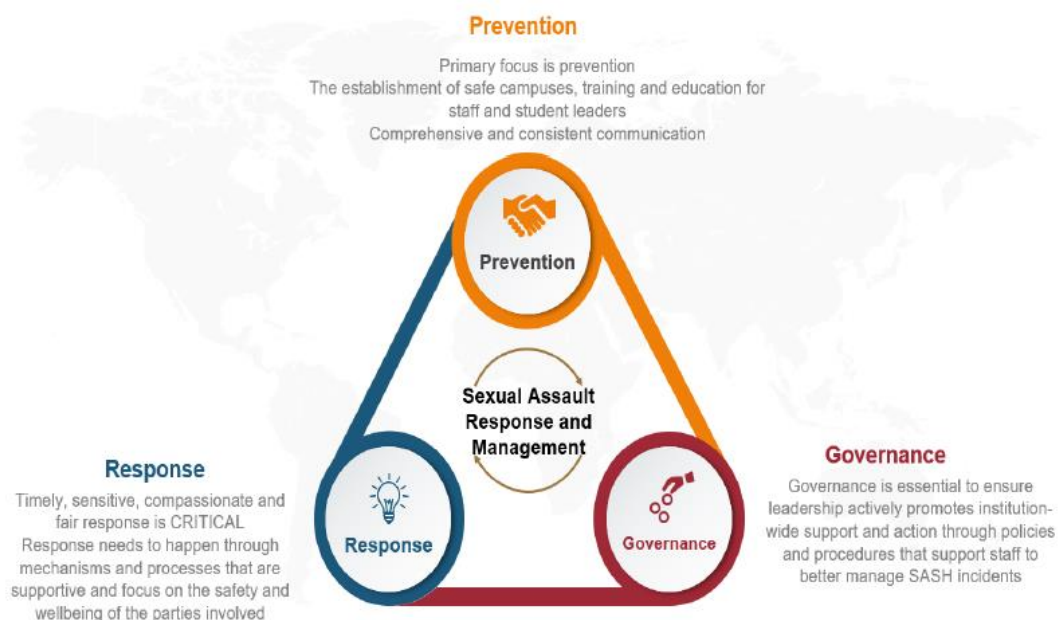 Prevention
Primary focus is prevention
The establishment of safe campuses, training and education for
staff and student leaders
Comprehensive and consistent communication
Prevention
Sexual Assault
Response and
Management
Response
Timely, sensitive, compassionate and
fair response is CRITICAL
Response needs to happen through
mechanisms and processes that are
supportive and focus on the safety and
wellbeing of the parties involved
Response
Governance
Governance
Governance is essential to ensure
leadership actively promotes institution-
wide support and action through policies
and procedures that support staff to
better manage SASH incidents